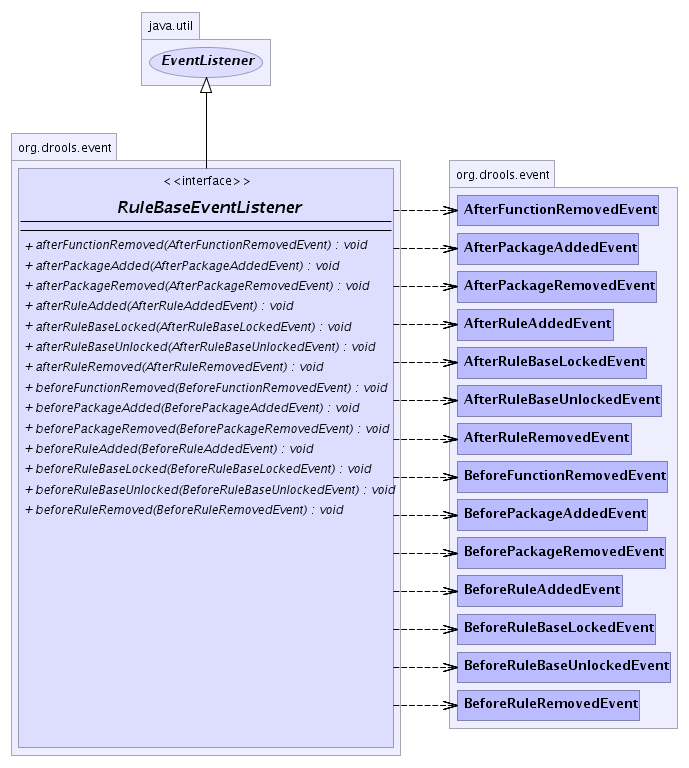 java.util
EventListener
org.drools.event
<<interface>>
RuleBaseEventListener
+ afterFunctionRemoved(AfterFunctionRemovedEvent) : void
+ afterPackageAdded(AfterPackageAddedEvent) : void
+ afterPackageRemoved(AfterPackageRemovedEvent) : void
+ afterRuleAdded(AfterRuleAddedEvent) : void
+ afterRuleBaseLocked(AfterRuleBaseLockedEvent) : void
+ afterRuleBaseUnlocked(AfterRuleBaseUnlockedEvent) : void
+ afterRuleRemoved(AfterRuleRemovedEvent) : void
+ beforeFunctionRemoved(BeforeFunctionRemovedEvent) : void
+ beforePackageAdded(BeforePackageAddedEvent) : void
+ beforePackageRemoved(BeforePackageRemovedEvent) : void
+ beforeRuleAdded(BeforeRuleAddedEvent) : void
+ beforeRuleBaseLocked(BeforeRuleBaseLockedEvent) : void
+ beforeRuleBaseUnlocked(BeforeRuleBaseUnlockedEvent) : void
+ beforeRuleRemoved(BeforeRuleRemovedEvent) : void
org.drools.event
AfterFunctionRemovedEvent
AfterPackageAddedEvent
AfterPackageRemovedEvent
AfterRuleAddedEvent
AfterRuleBaseLockedEvent
AfterRuleBaseUnlockedEvent
AfterRuleRemovedEvent
BeforeFunctionRemovedEvent
BeforePackageAddedEvent
BeforePackageRemovedEvent
BeforeRuleAddedEvent
BeforeRuleBaseLockedEvent
BeforeRuleBaseUnlockedEvent
BeforeRuleRemovedEvent